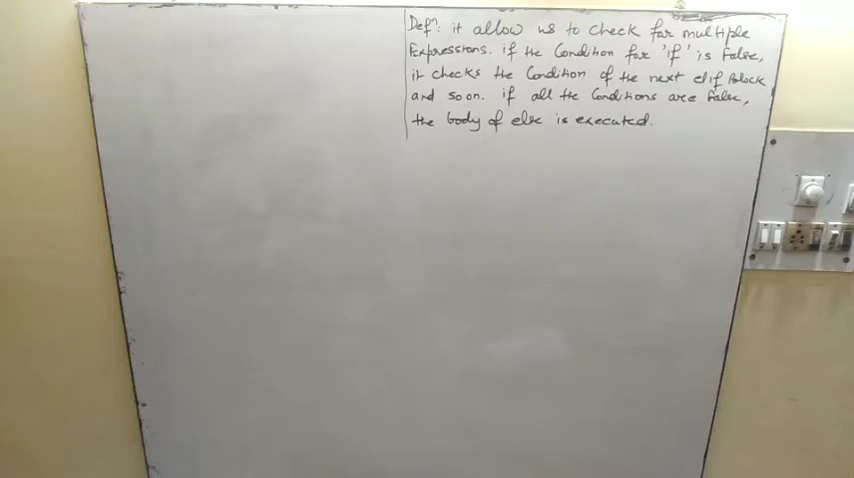 Defⁿ: it allow us to check for multiple
Expressions. if the Condition for 'if' is false,
it checks the Condition of the next elif Block
and so on. if all the Conditions are false,
the body of else is executed.